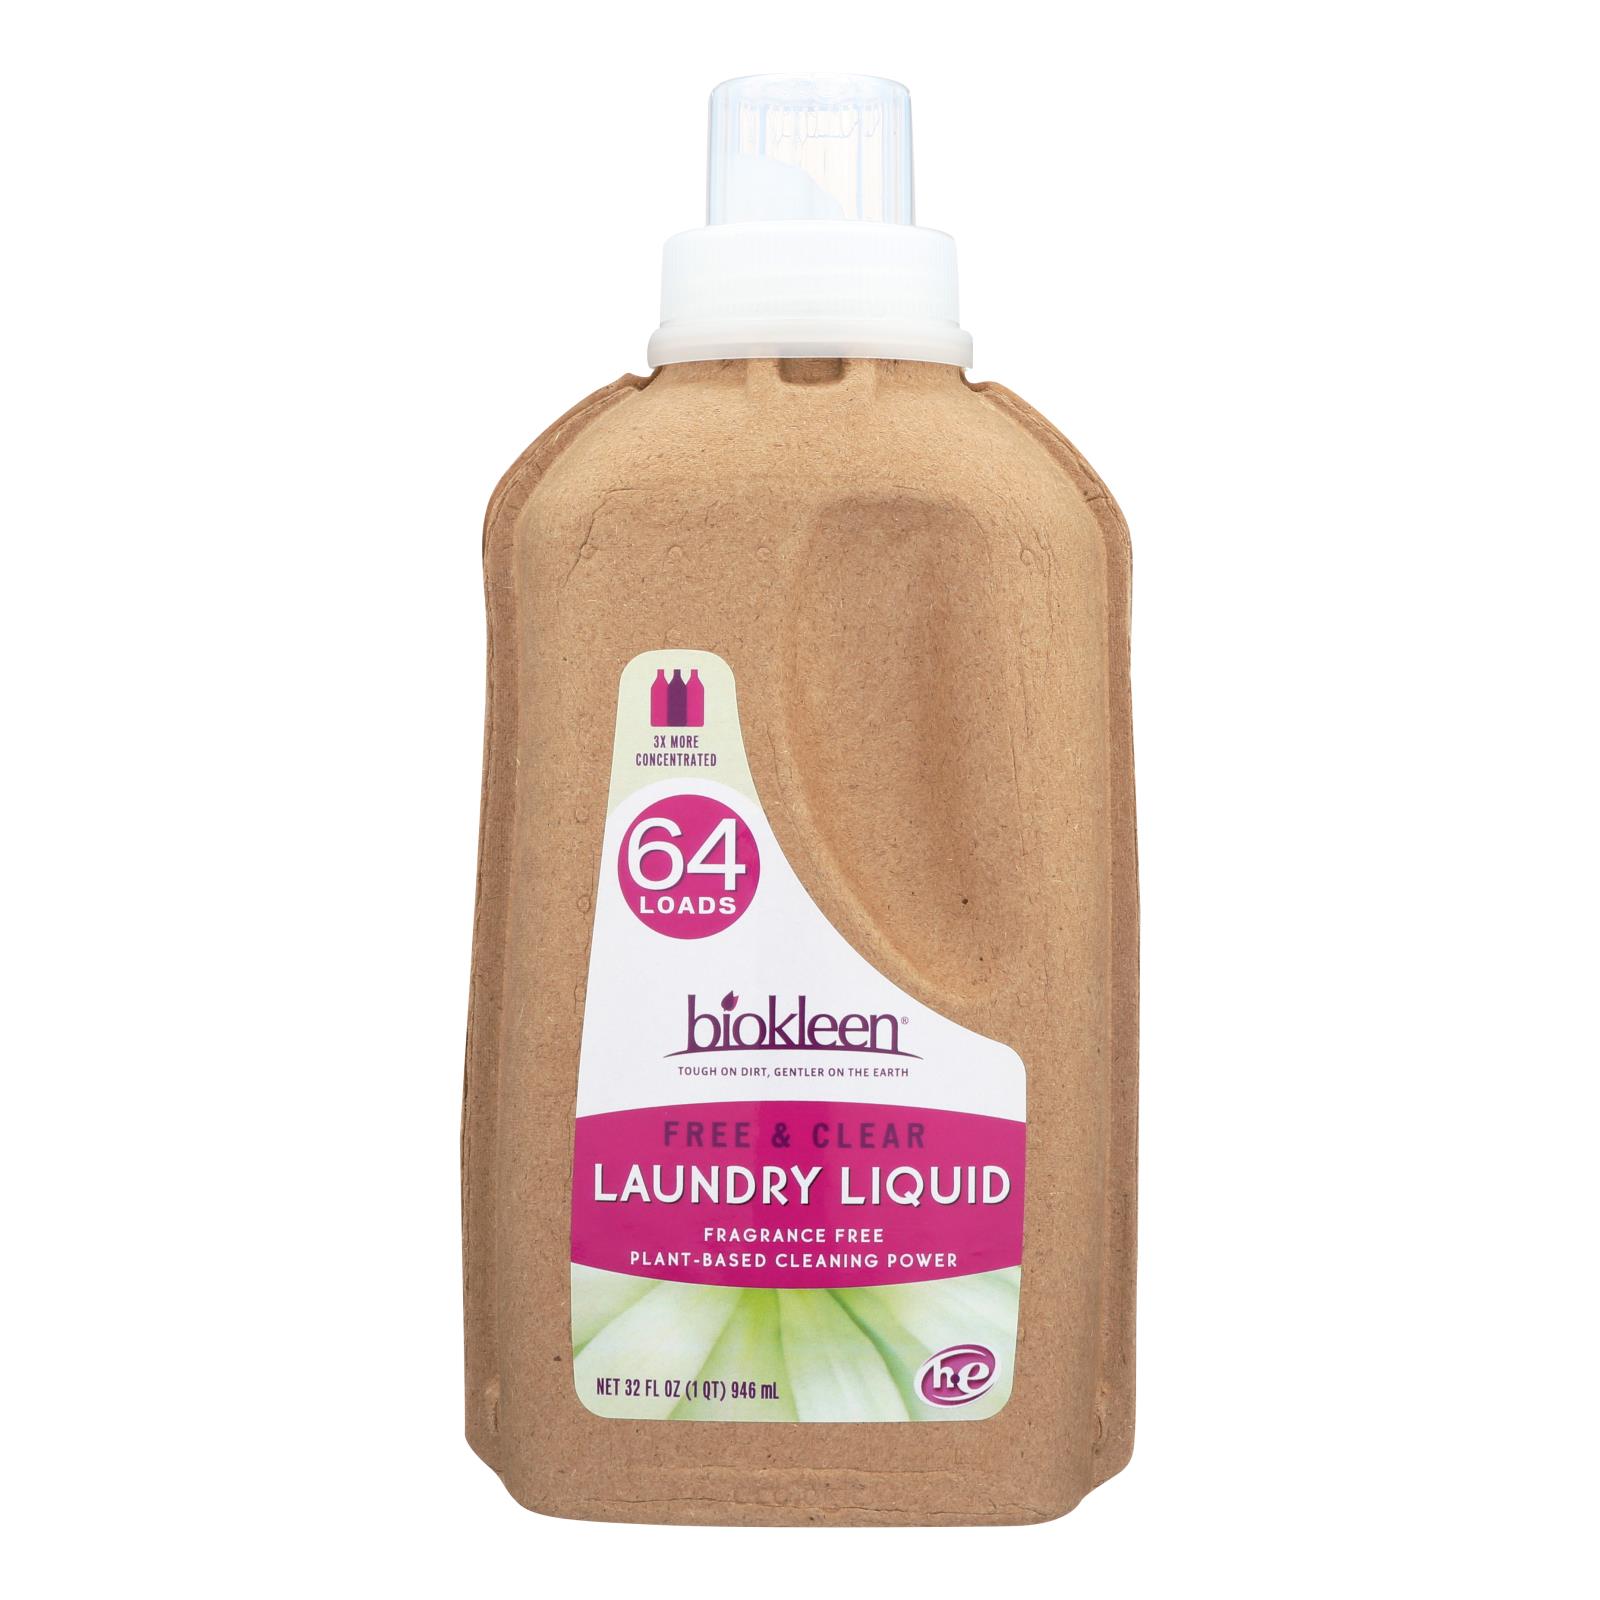 3X MORE
CONCENTRATED
64
LOADS
biokleen®
TOUGH ON DIRT, GENTLER ON THE EARTH
FREE & CLEAR
LAUNDRY LIQUID
FRAGRANCE FREE
PLANT-BASED CLEANING POWER
NET 32 FL OZ (1 QT) 946 mL
h·e